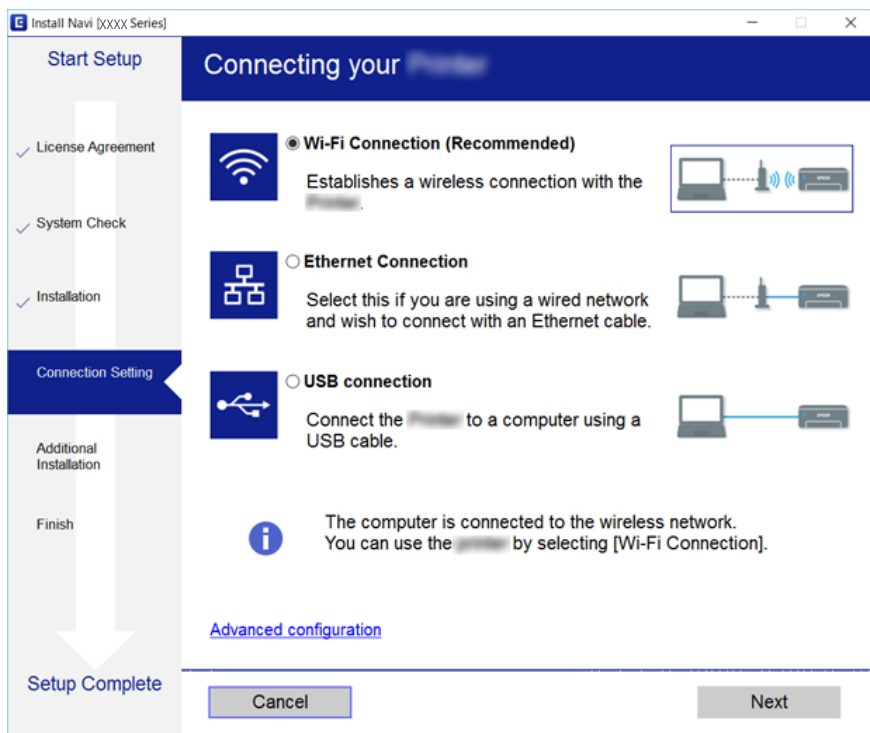 Install Navi [XXXX Series]
Start Setup
License Agreement
System Check
Installation
Connection Setting
Additional
Installation
Finish
Setup Complete
Connecting your
Wi-Fi Connection (Recommended)
Establishes a wireless connection with the
.
Ethernet Connection
Select this if you are using a wired network
and wish to connect with an Ethernet cable.
USB connection
Connect the to a computer using a
USB cable.
The computer is connected to the wireless network.
You can use the by selecting [Wi-Fi Connection].
Advanced configuration
Cancel
Next